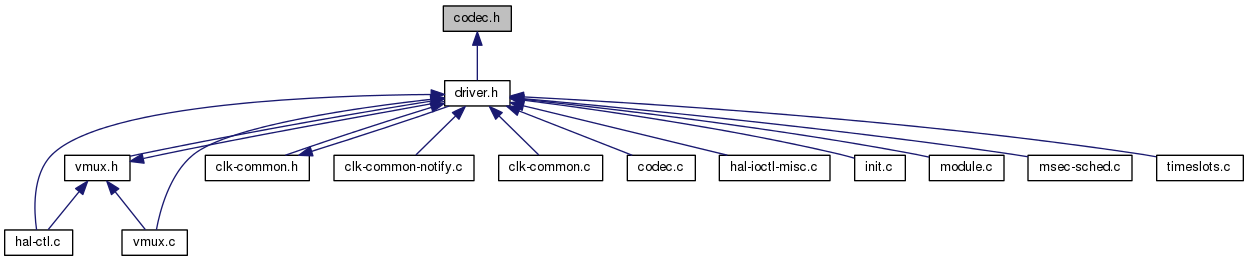 codec.h
driver.h
vmux.h
clk-common.h
clk-common-notify.c
clk-common.c
codec.c
hal-ioctl-misc.c
init.c
module.c
msec-sched.c
timeslots.c
hal-ctl.c
vmux.c